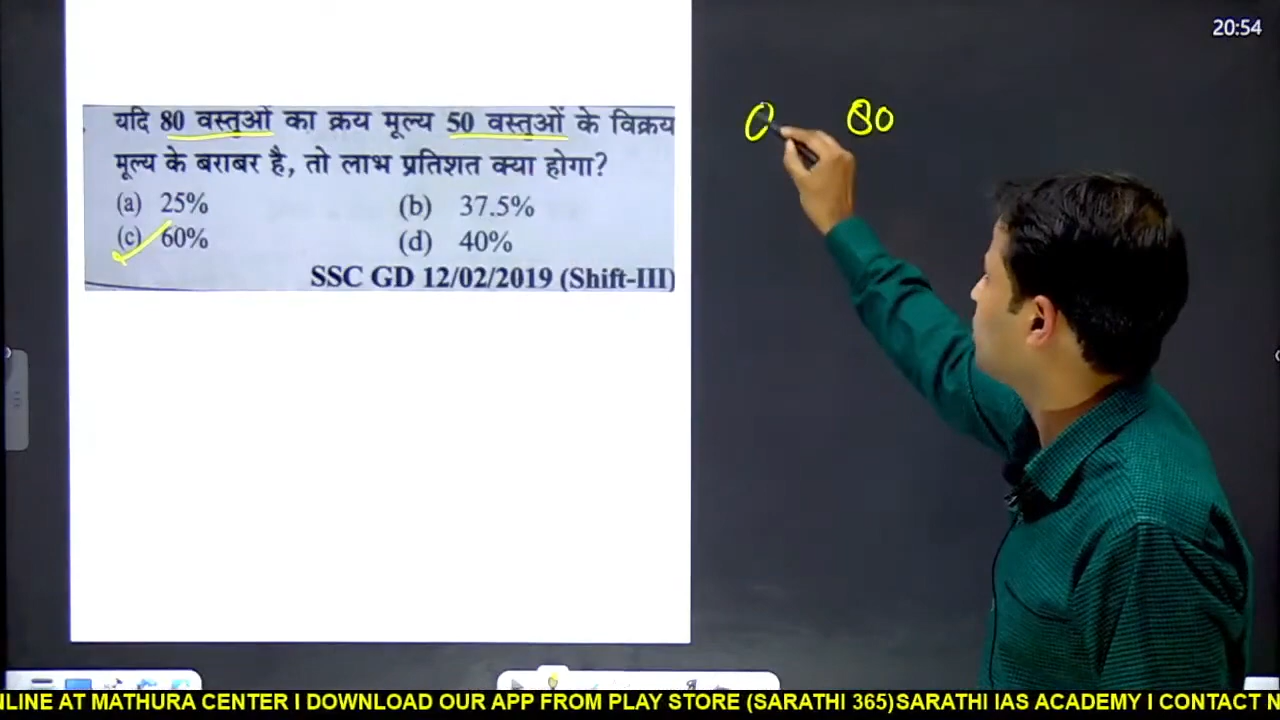 20:54
यदि 80 वस्तुओं का क्रय मूल्य 50 वस्तुओं के विक्रय
मूल्य के बराबर है, तो लाभ प्रतिशत क्या होगा?
(a) 25% (b) 37.5%
(c) 60% (d) 40%
SSC GD 12/02/2019 (Shift-III)
0 80
NLINE AT MATHURA CENTER I DOWNLOAD OUR APP FROM PLAY STORE (SARATHI 365)SARATHI IAS ACADEMY I CONTACT N